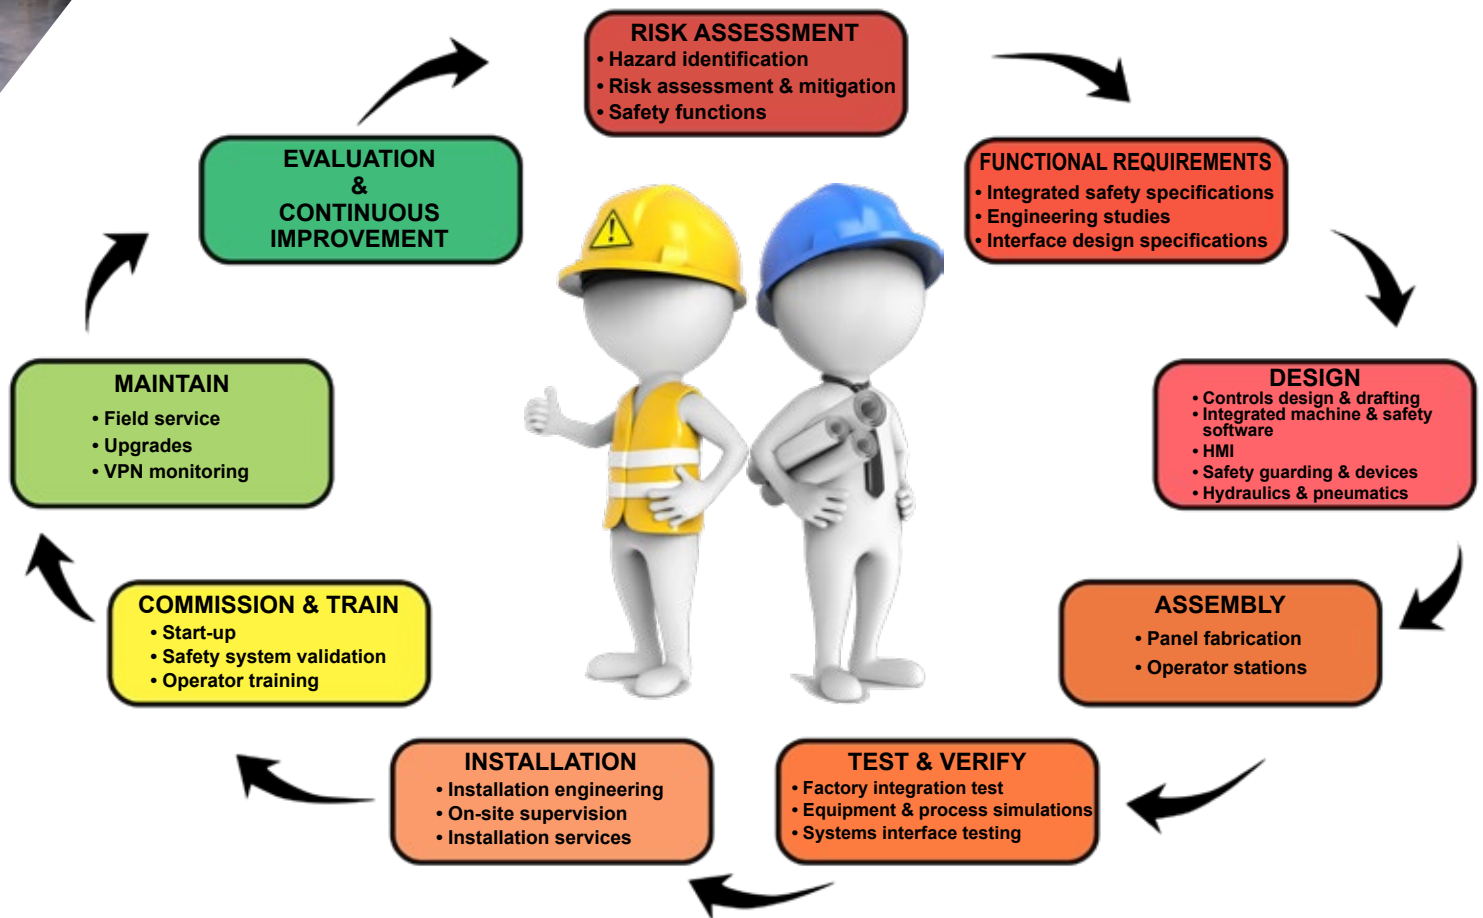 RISK ASSESSMENT
• Hazard identification
• Risk assessment & mitigation
• Safety functions
FUNCTIONAL REQUIREMENTS
• Integrated safety specifications
• Engineering studies
• Interface design specifications
DESIGN
• Controls design & drafting
• Integrated machine & safety
software
• HMI
• Safety guarding & devices
• Hydraulics & pneumatics
ASSEMBLY
• Panel fabrication
• Operator stations
TEST & VERIFY
• Factory integration test
• Equipment & process simulations
• Systems interface testing
INSTALLATION
• Installation engineering
• On-site supervision
• Installation services
COMMISSION & TRAIN
• Start-up
• Safety system validation
• Operator training
MAINTAIN
• Field service
• Upgrades
• VPN monitoring
EVALUATION
&
CONTINUOUS
IMPROVEMENT